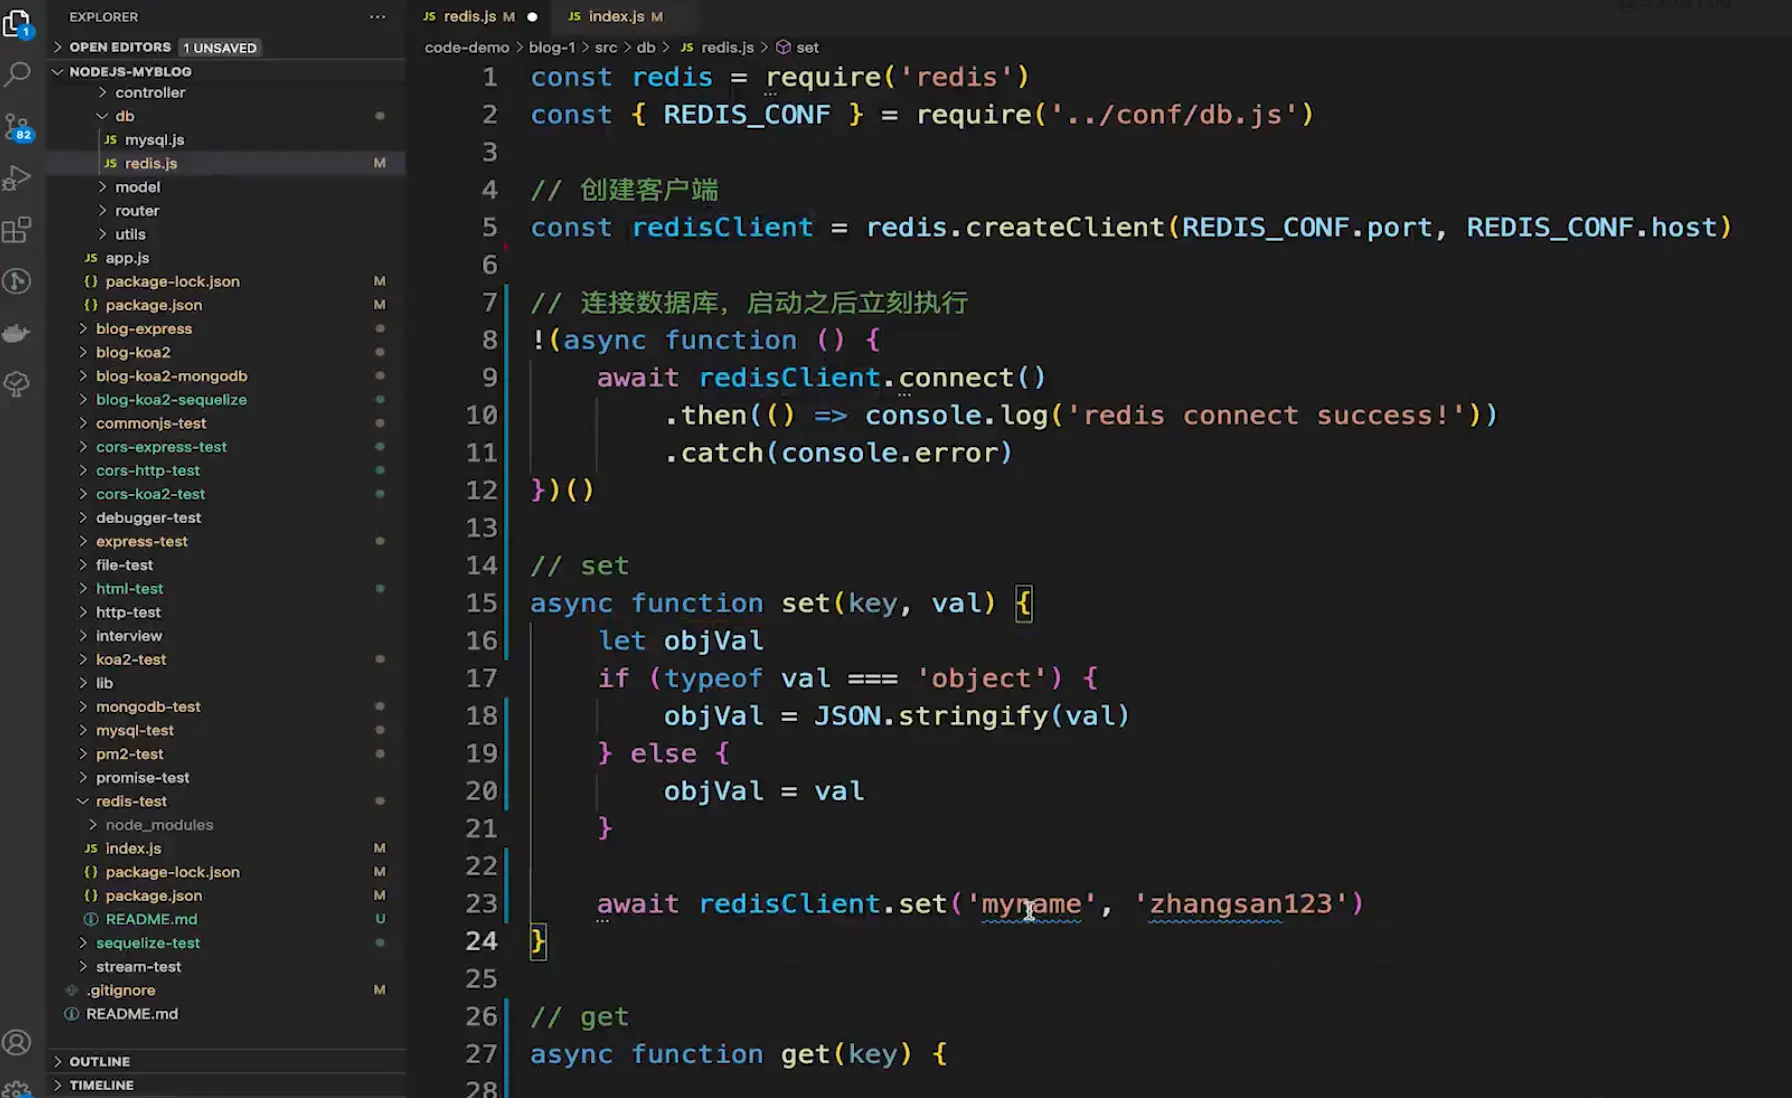 EXPLORER
OPEN EDITORS 1 UNSAVED
NODEJS-MYBLOG
controller
db
JS mysql.js
JS redis.js M
model
router
utils
JS app.js
{} package-lock.json M
{} package.json M
blog-express
blog-koa2
blog-koa2-mongodb
blog-koa2-sequelize
commonjs-test
cors-express-test
cors-http-test
cors-koa2-test
debugger-test
express-test
file-test
html-test
http-test
interview
koa2-test
lib
mongodb-test
mysql-test
pm2-test
promise-test
redis-test
node_modules
JS index.js M
{} package-lock.json M
{} package.json M
README.md U
sequelize-test
stream-test
.gitignore M
README.md
OUTLINE
TIMELINE
1
82
JS redis.js M
JS index.js M
code-demo > blog-1 > src > db > JS redis.js > set
1 const redis = require('redis')
2 const { REDIS_CONF } = require('../conf/db.js')
3
4 // 创建客户端
5 const redisClient = redis.createClient(REDIS_CONF.port, REDIS_CONF.host)
6
7 // 连接数据库，启动之后立刻执行
8 !(async function () {
9 await redisClient.connect()
10 .then(() => console.log('redis connect success!'))
11 .catch(console.error)
12 })()
13
14 // set
15 async function set(key, val) {
16 let objVal
17 if (typeof val === 'object') {
18 objVal = JSON.stringify(val)
19 } else {
20 objVal = val
21 }
22
23 await redisClient.set('myname', 'zhangsan123')
24 }
25
26 // get
27 async function get(key) {
28